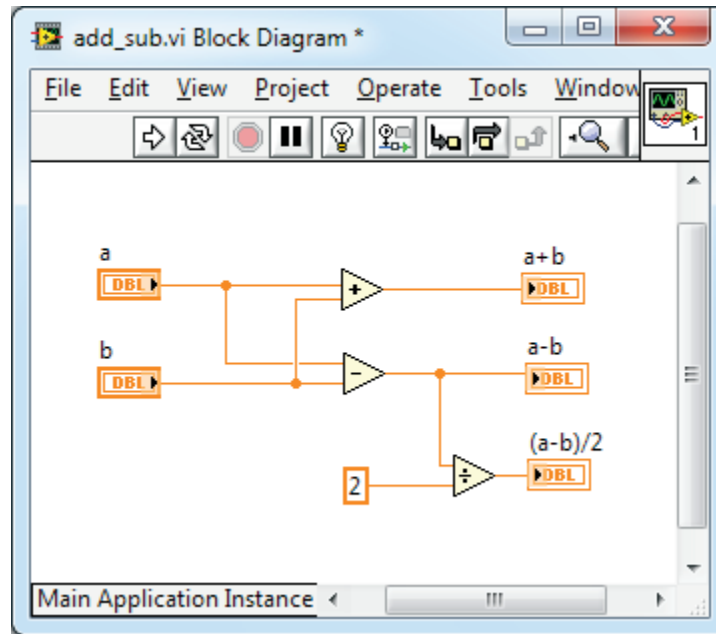 add_sub.vi Block Diagram *
File Edit View Project Operate Tools Window
1
a
DBL
a+b
DBL
b
DBL
a-b
DBL
(a-b)/2
2
DBL
Main Application Instance